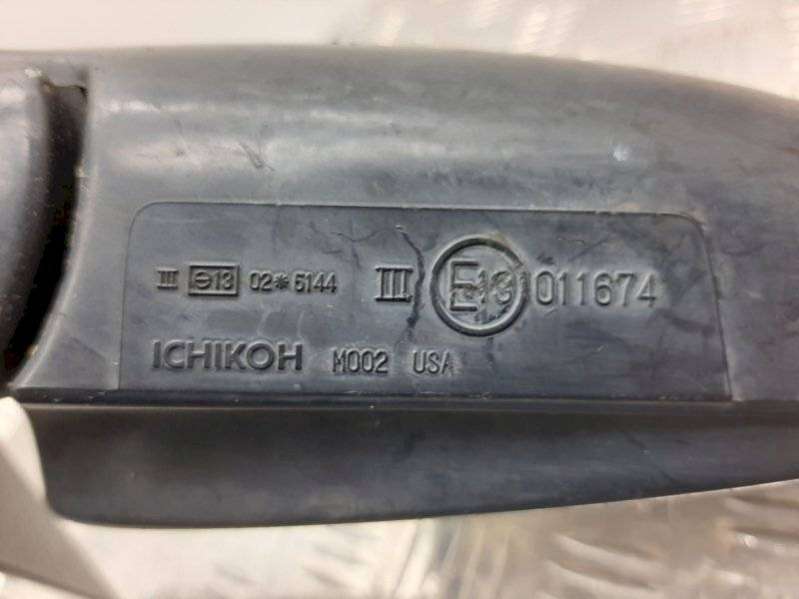 III e13 02*6144 III E13 011674
ICHIKOH M002 USA